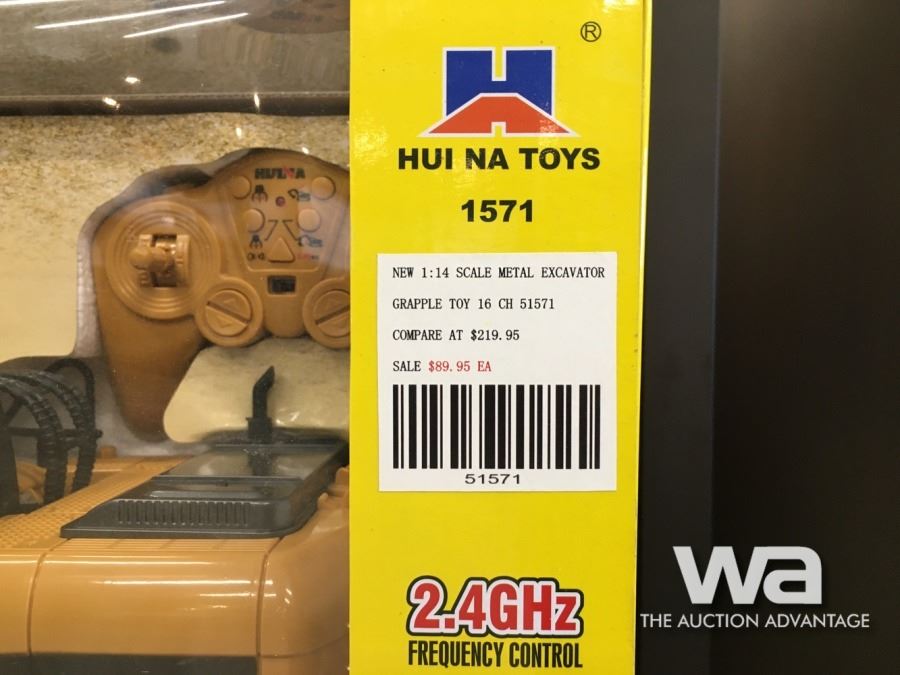 HUINA
®
HUI NA TOYS
1571
NEW 1:14 SCALE METAL EXCAVATOR
GRAPPLE TOY 16 CH 51571
COMPARE AT $219.95
SALE $89.95 EA
51571
2.4GHz
FREQUENCY CONTROL
wa
THE AUCTION ADVANTAGE